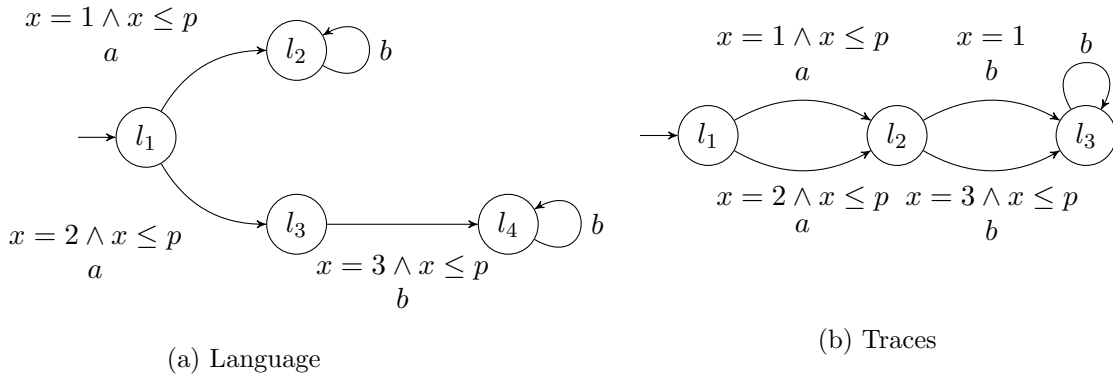 x = 1 ∧ x ≤ p
a
l₂
b
l₁
x = 2 ∧ x ≤ p
a
l₃
x = 3 ∧ x ≤ p
b
l₄
b
(a) Language
x = 1 ∧ x ≤ p
a
x = 1
b
b
l₁
l₂
l₃
x = 2 ∧ x ≤ p
a
x = 3 ∧ x ≤ p
b
(b) Traces